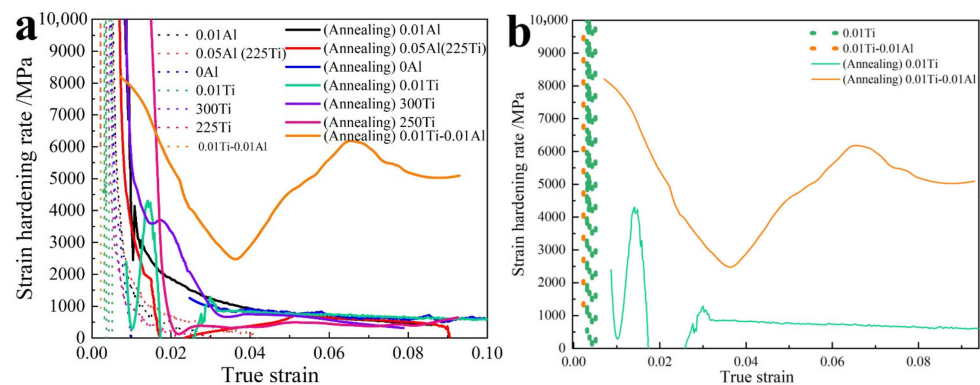 a
10,000
9000
8000
7000
6000
5000
4000
3000
2000
1000
0
Strain hardening rate /MPa
0.01Al
0.05Al (225Ti)
0Al
0.01Ti
300Ti
225Ti
0.01Ti-0.01Al
(Annealing) 0.01Al
(Annealing) 0.05Al(225Ti)
(Annealing) 0Al
(Annealing) 0.01Ti
(Annealing) 300Ti
(Annealing) 250Ti
(Annealing) 0.01Ti-0.01Al
0.00 0.02 0.04 0.06 0.08 0.10
True strain
b
10,000
9000
8000
7000
6000
5000
4000
3000
2000
1000
0
Strain hardening rate /MPa
0.01Ti
0.01Ti-0.01Al
(Annealing) 0.01Ti
(Annealing) 0.01Ti-0.01Al
0.00 0.02 0.04 0.06 0.08
True strain